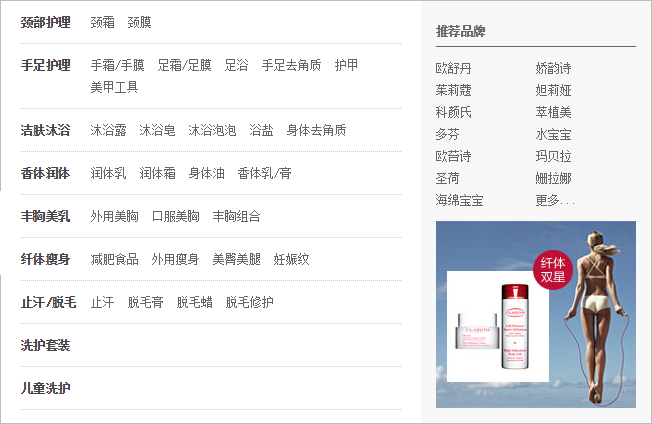 颈部护理 颈霜 颈膜
手足护理 手霜/手膜 足霜/足膜 足浴 手足去角质 护甲
美甲工具
洁肤沐浴 沐浴露 沐浴皂 沐浴泡泡 浴盐 身体去角质
香体润体 润体乳 润体霜 身体油 香体乳/膏
丰胸美乳 外用美胸 口服美胸 丰胸组合
纤体瘦身 减肥食品 外用瘦身 美臀美腿 妊娠纹
止汗/脱毛 止汗 脱毛膏 脱毛蜡 脱毛修护
洗护套装
儿童洗护
推荐品牌
欧舒丹 娇韵诗
茱莉蔻 妲莉娅
科颜氏 萃植美
多芬 水宝宝
欧苔诗 玛贝拉
圣荷 姗拉娜
海绵宝宝 更多...
纤体
双星
CLARINS
CLARINS